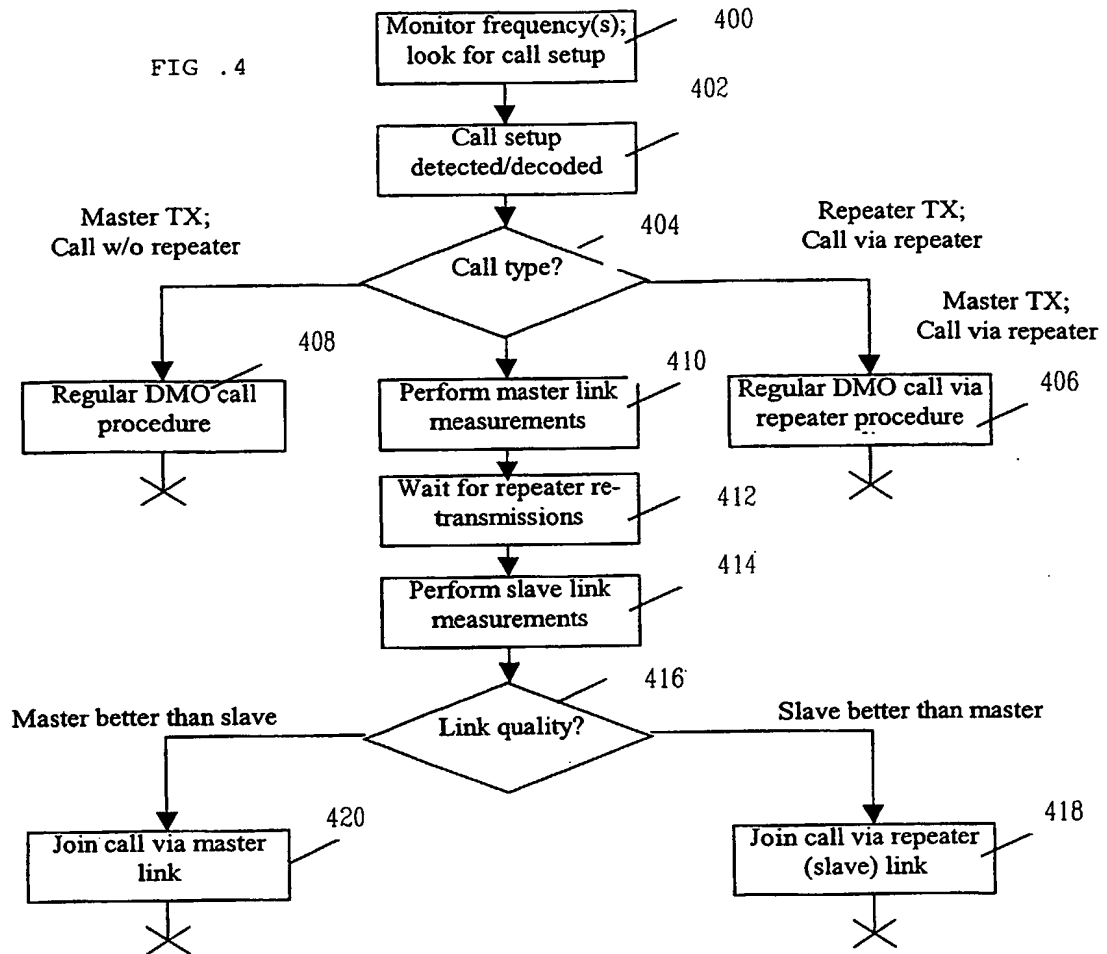 FIG .4
Monitor frequency(s);
look for call setup
400
402
Call setup
detected/decoded
Master TX;
Call w/o repeater
404
Repeater TX;
Call via repeater
Call type?
Master TX;
Call via repeater
408
Regular DMO call
procedure
410
Perform master link
measurements
406
Regular DMO call via
repeater procedure
412
Wait for repeater re-
transmissions
414
Perform slave link
measurements
416
Master better than slave
Link quality?
Slave better than master
420
Join call via master
link
418
Join call via repeater
(slave) link